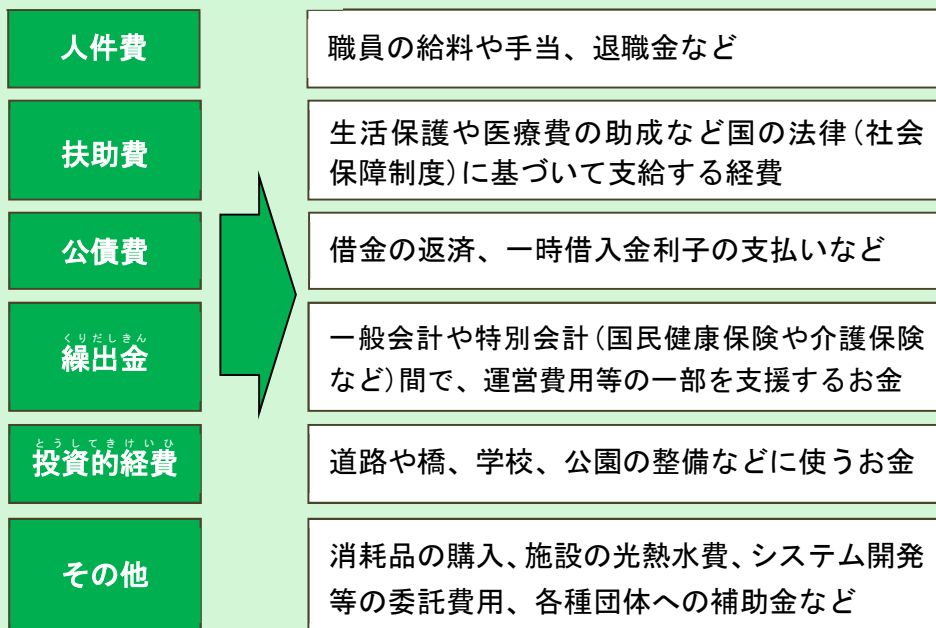 人件費
職員の給料や手当、退職金など
扶助費
生活保護や医療費の助成など国の法律(社会
保障制度)に基づいて支給する経費
公債費
借金の返済、一時借入金利子の支払いなど
くりだしきん
繰出金
一般会計や特別会計(国民健康保険や介護保険
など)間で、運営費用等の一部を支援するお金
とうしてきけいひ
投資的経費
道路や橋、学校、公園の整備などに使うお金
その他
消耗品の購入、施設の光熱水費、システム開発
等の委託費用、各種団体への補助金など